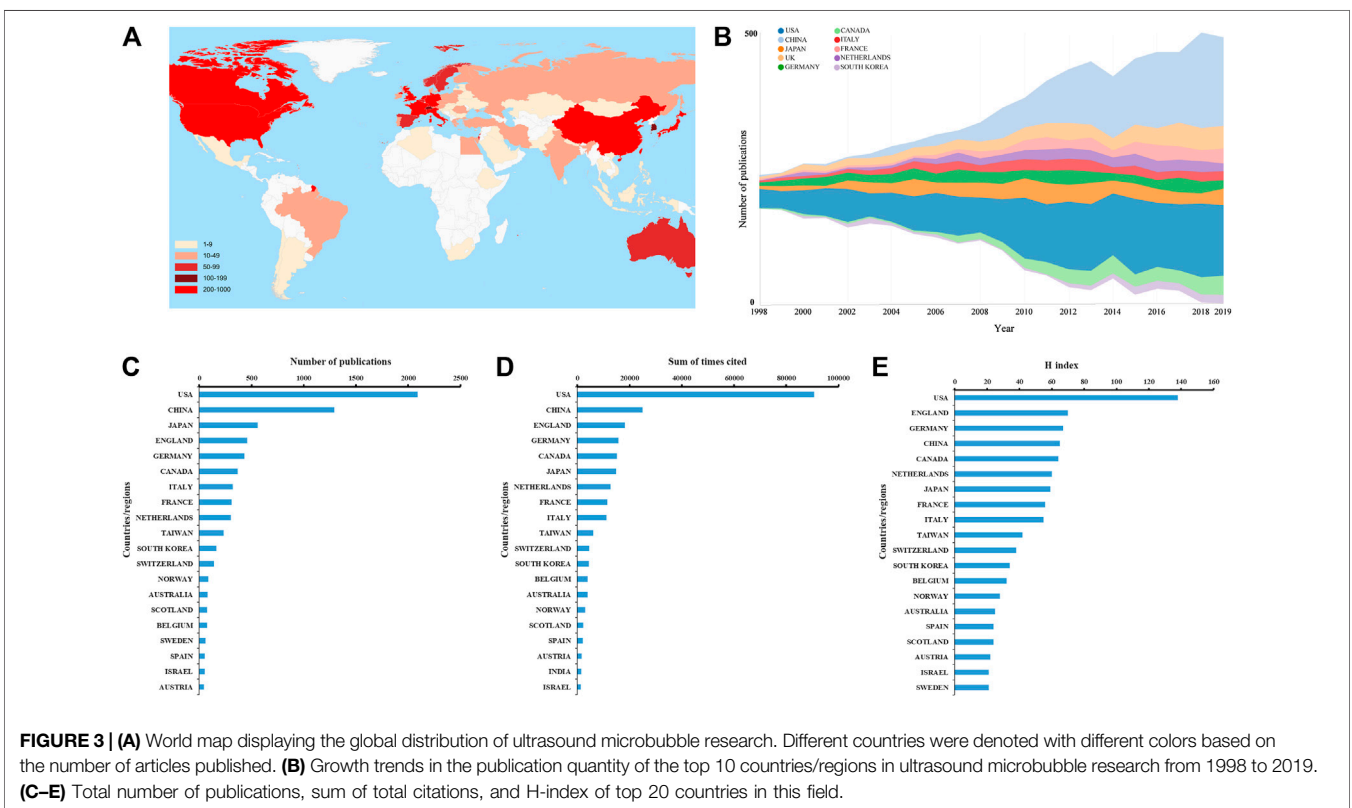 A
1-9
10-49
50-99
100-199
200-1000
B
500
USA
CHINA
JAPAN
UK
GERMANY
CANADA
ITALY
FRANCE
NETHERLANDS
SOUTH KOREA
Number of publications
0
1998 2000 2002 2004 2006 2008 2010 2012 2014 2016 2018 2019
Year
C
Number of publications
0 500 1000 1500 2000 2500
Countries/regions
USA
CHINA
JAPAN
ENGLAND
GERMANY
CANADA
ITALY
FRANCE
NETHERLANDS
TAIWAN
SOUTH KOREA
SWITZERLAND
NORWAY
AUSTRALIA
SCOTLAND
BELGIUM
SWEDEN
SPAIN
ISRAEL
AUSTRIA
D
Sum of times cited
0 20000 40000 60000 80000 100000
Countries/regions
USA
CHINA
ENGLAND
GERMANY
CANADA
JAPAN
NETHERLANDS
FRANCE
ITALY
TAIWAN
SWITZERLAND
SOUTH KOREA
BELGIUM
AUSTRALIA
NORWAY
SCOTLAND
SPAIN
AUSTRIA
INDIA
ISRAEL
E
H index
0 20 40 60 80 100 120 140 160
Countries/regions
USA
ENGLAND
GERMANY
CHINA
CANADA
NETHERLANDS
JAPAN
FRANCE
ITALY
TAIWAN
SWITZERLAND
SOUTH KOREA
BELGIUM
NORWAY
AUSTRALIA
SPAIN
SCOTLAND
AUSTRIA
ISRAEL
SWEDEN
FIGURE 3 | (A) World map displaying the global distribution of ultrasound microbubble research. Different countries were denoted with different colors based on
the number of articles published. (B) Growth trends in the publication quantity of the top 10 countries/regions in ultrasound microbubble research from 1998 to 2019.
(C–E) Total number of publications, sum of total citations, and H-index of top 20 countries in this field.